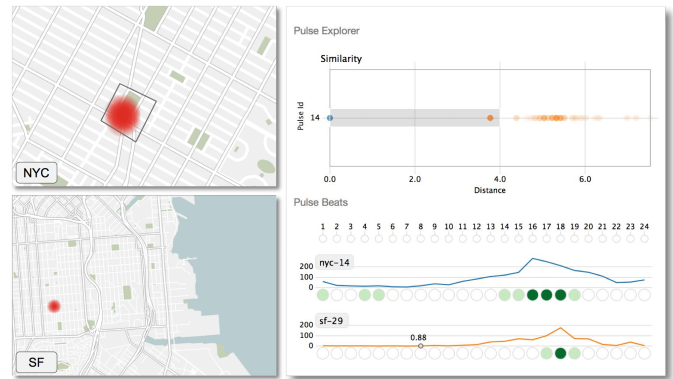 NYC
SF
Pulse Explorer
Similarity
Pulse Id
14
0.0 2.0 4.0 6.0
Distance
Pulse Beats
1 2 3 4 5 6 7 8 9 10 11 12 13 14 15 16 17 18 19 20 21 22 23 24
nyc-14
200
100
0
sf-29
200
100
0
0.88